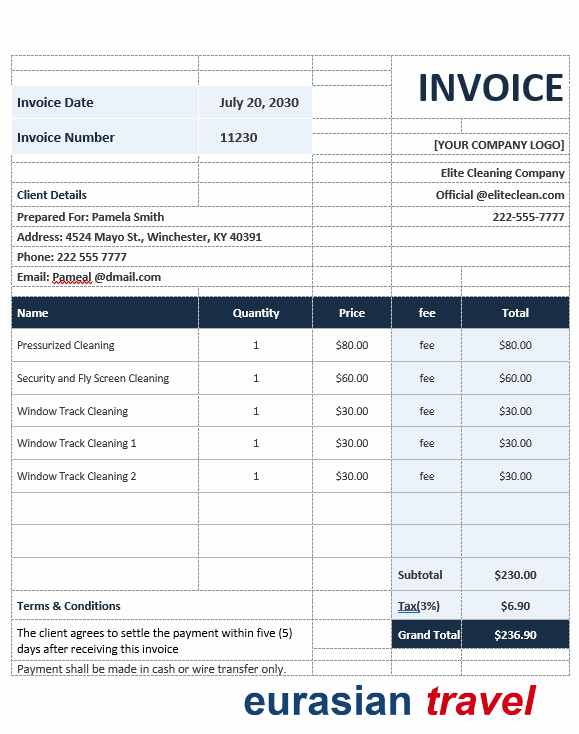 INVOICE
Invoice Date July 20, 2030
Invoice Number 11230
[YOUR COMPANY LOGO]
Elite Cleaning Company
Client Details Official @eliteclean.com
Prepared For: Pamela Smith 222-555-7777
Address: 4524 Mayo St., Winchester, KY 40391
Phone: 222 555 7777
Email: Pameal @dmail.com
Name Quantity Price fee Total
Pressurized Cleaning 1 $80.00 fee $80.00
Security and Fly Screen Cleaning 1 $60.00 fee $60.00
Window Track Cleaning 1 $30.00 fee $30.00
Window Track Cleaning 1 1 $30.00 fee $30.00
Window Track Cleaning 2 1 $30.00 fee $30.00
Subtotal $230.00
Terms & Conditions Tax(3%) $6.90
The client agrees to settle the payment within five (5) Grand Total $236.90
days after receiving this invoice
Payment shall be made in cash or wire transfer only.
eurasian travel